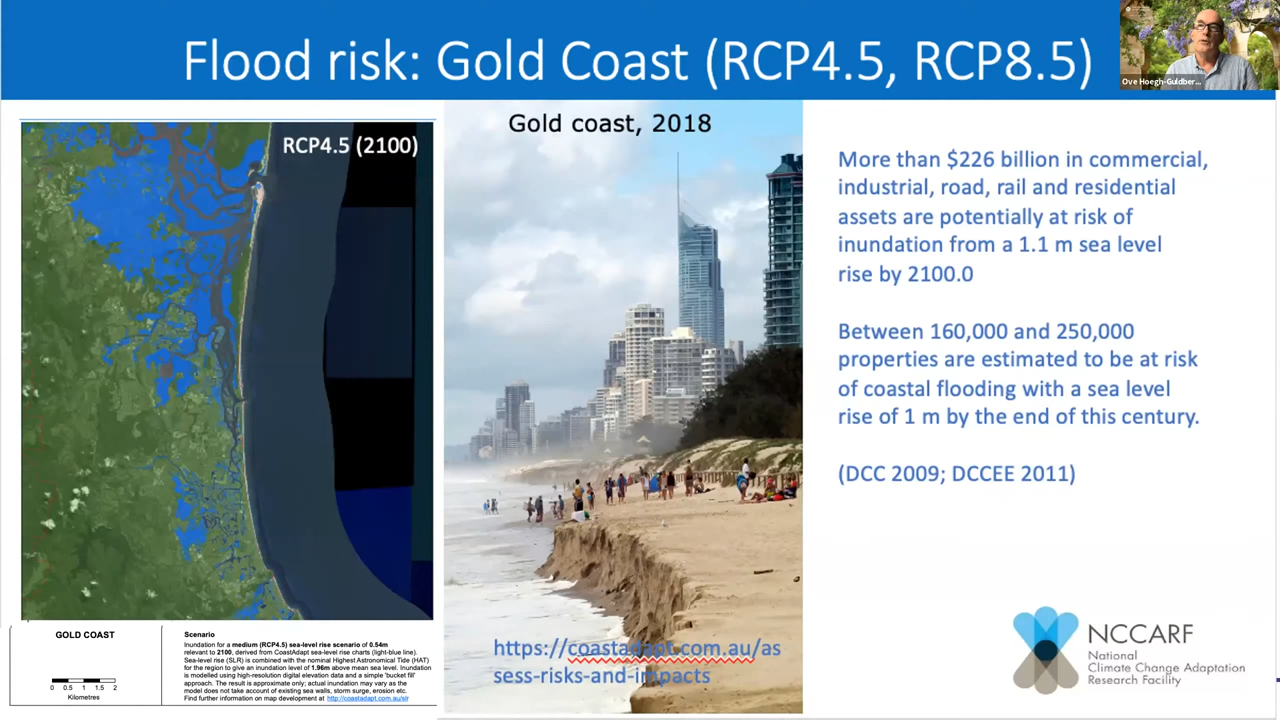 Flood risk: Gold Coast (RCP4.5, RCP8.5)
Ove Hoegh-Guldber...
RCP4.5 (2100)
GOLD COAST
0 0.5 1 1.5 2
Kilometres
Scenario
Inundation for a medium (RCP4.5) sea-level rise scenario of 0.54m
relevant to 2100, derived from CoastAdapt sea-level rise charts (light-blue line).
Sea-level rise (SLR) is combined with the nominal Highest Astronomical Tide (HAT)
for the region to give an inundation level of 1.96m above mean sea level. Inundation
is modelled using high-resolution digital elevation data and a simple 'bucket fill'
approach. The result is approximate only; actual inundation may vary as the
model does not take account of existing sea walls, storm surge, erosion etc.
Find further information on map development at http://coastadapt.com.au/slr
Gold coast, 2018
https://coastadapt.com.au/as
sess-risks-and-impacts
More than $226 billion in commercial,
industrial, road, rail and residential
assets are potentially at risk of
inundation from a 1.1 m sea level
rise by 2100.0
Between 160,000 and 250,000
properties are estimated to be at risk
of coastal flooding with a sea level
rise of 1 m by the end of this century.
(DCC 2009; DCCEE 2011)
NCCARF
National
Climate Change Adaptation
Research Facility